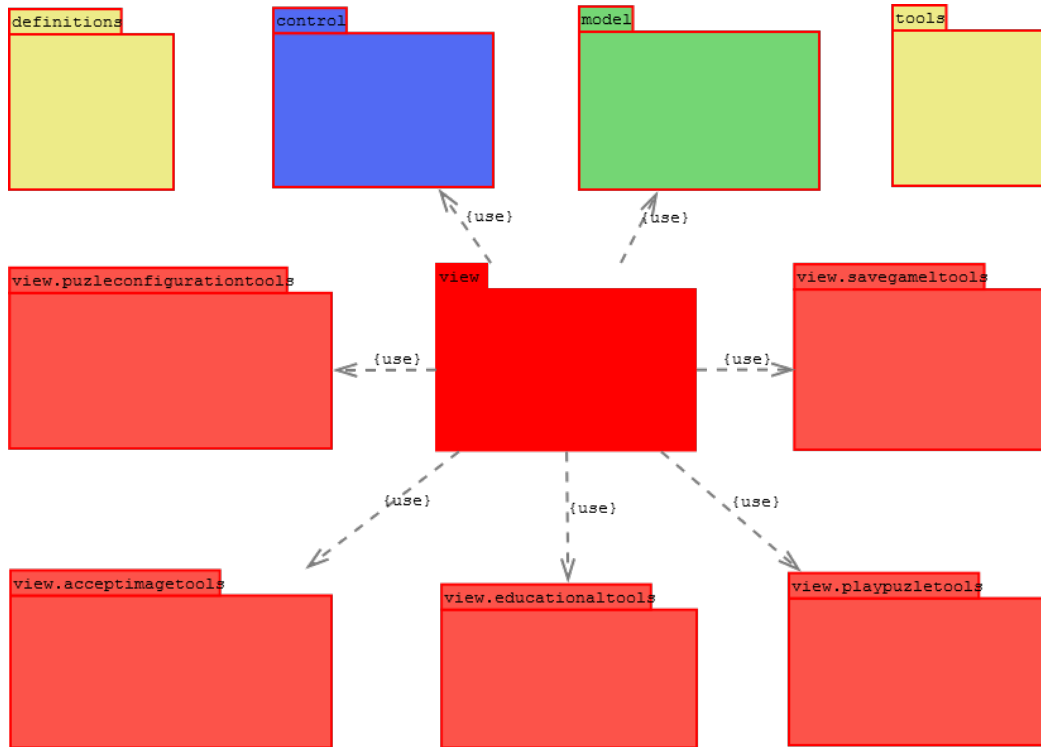 definitions
control
model
tools
{use}
{use}
view.puzleconfigurationtools
view
view.savegameltools
{use}
{use}
{use}
{use}
{use}
view.acceptimagetools
view.educationaltools
view.playpuzletools